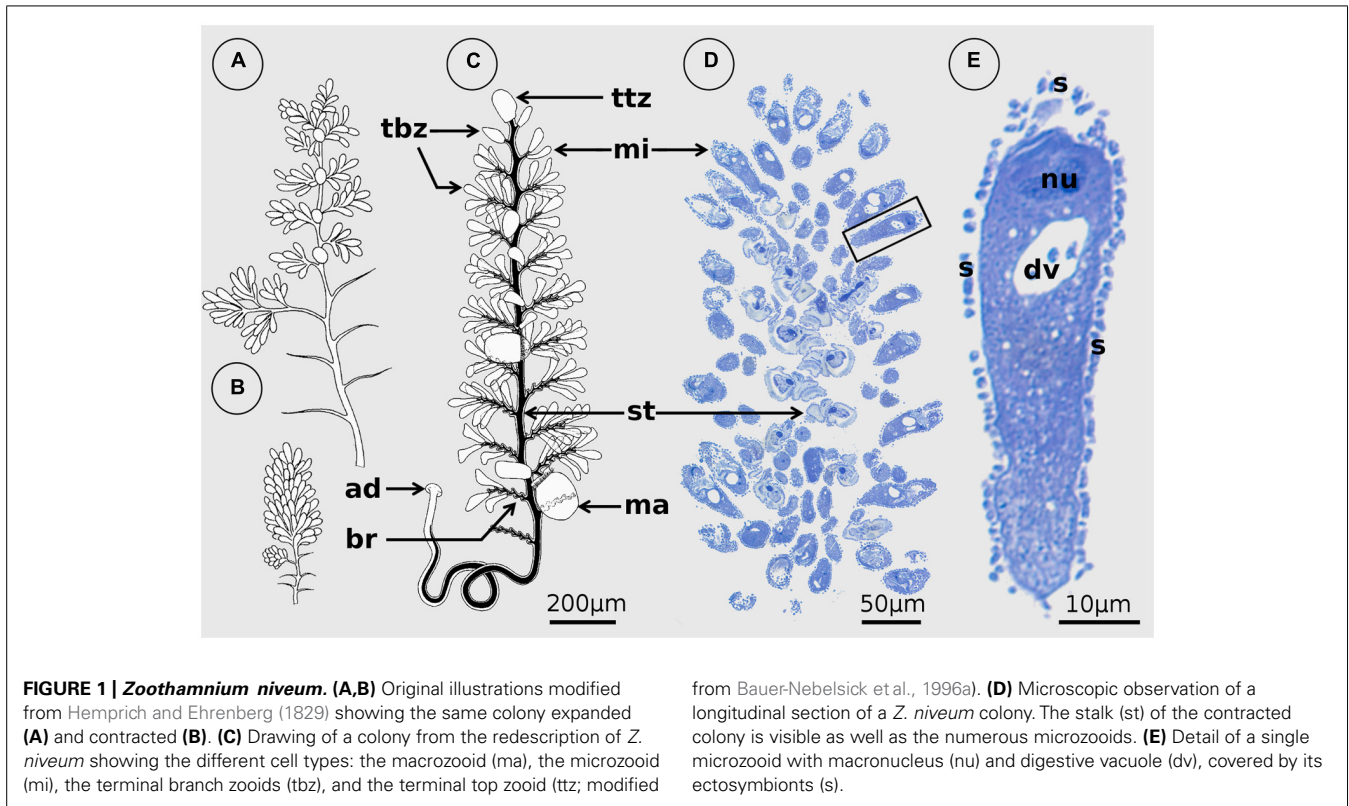 A
B
C
D
E
ttz
tbz
mi
st
ad
br
ma
200µm
50µm
10µm
s
nu
dv
s
s
FIGURE 1 | Zoothamnium niveum. (A,B) Original illustrations modified
from Hemprich and Ehrenberg (1829) showing the same colony expanded
(A) and contracted (B). (C) Drawing of a colony from the redescription of Z.
niveum showing the different cell types: the macrozooid (ma), the microzooid
(mi), the terminal branch zooids (tbz), and the terminal top zooid (ttz; modified
from Bauer-Nebelsick et al., 1996a). (D) Microscopic observation of a
longitudinal section of a Z. niveum colony. The stalk (st) of the contracted
colony is visible as well as the numerous microzooids. (E) Detail of a single
microzooid with macronucleus (nu) and digestive vacuole (dv), covered by its
ectosymbionts (s).